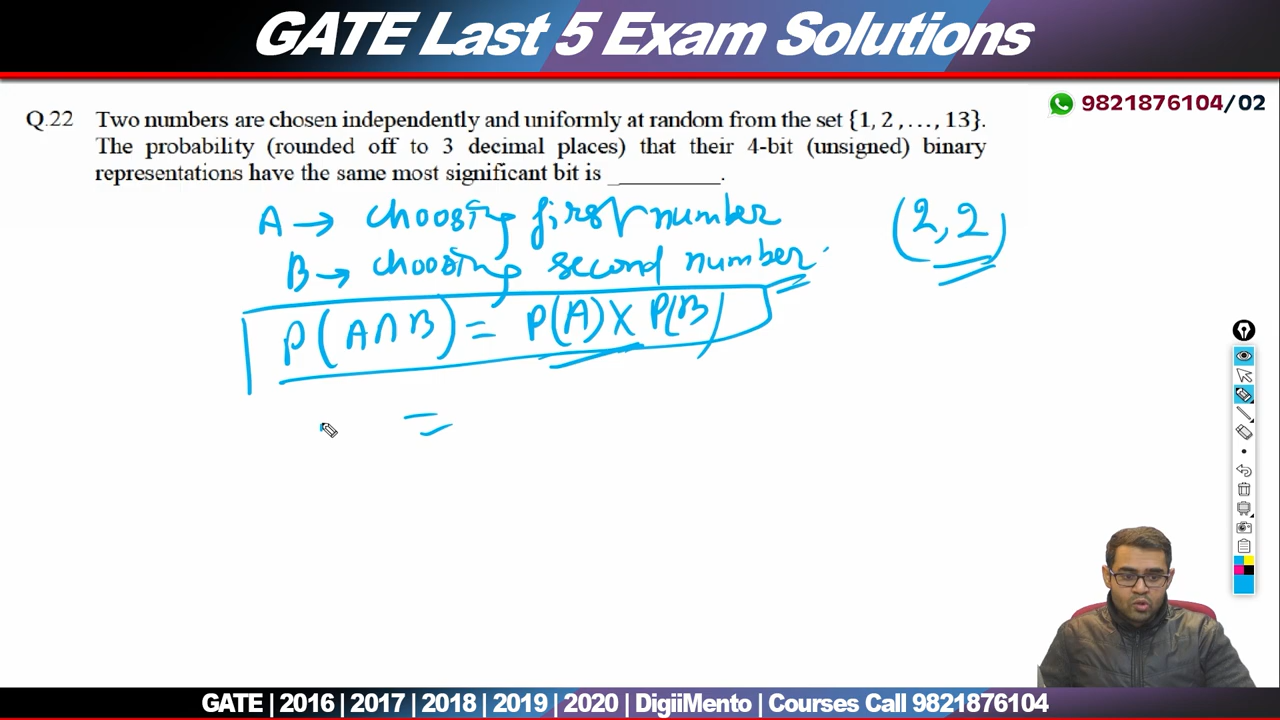 GATE Last 5 Exam Solutions
9821876104/02
Q.22 Two numbers are chosen independently and uniformly at random from the set {1, 2 ,..., 13}.
The probability (rounded off to 3 decimal places) that their 4-bit (unsigned) binary
representations have the same most significant bit is ___________.
A → choosing first number
(2, 2)
B → choosing second number.
P(A∩B) = P(A) X P(B)
=
GATE | 2016 | 2017 | 2018 | 2019 | 2020 | DigiiMento | Courses Call 9821876104